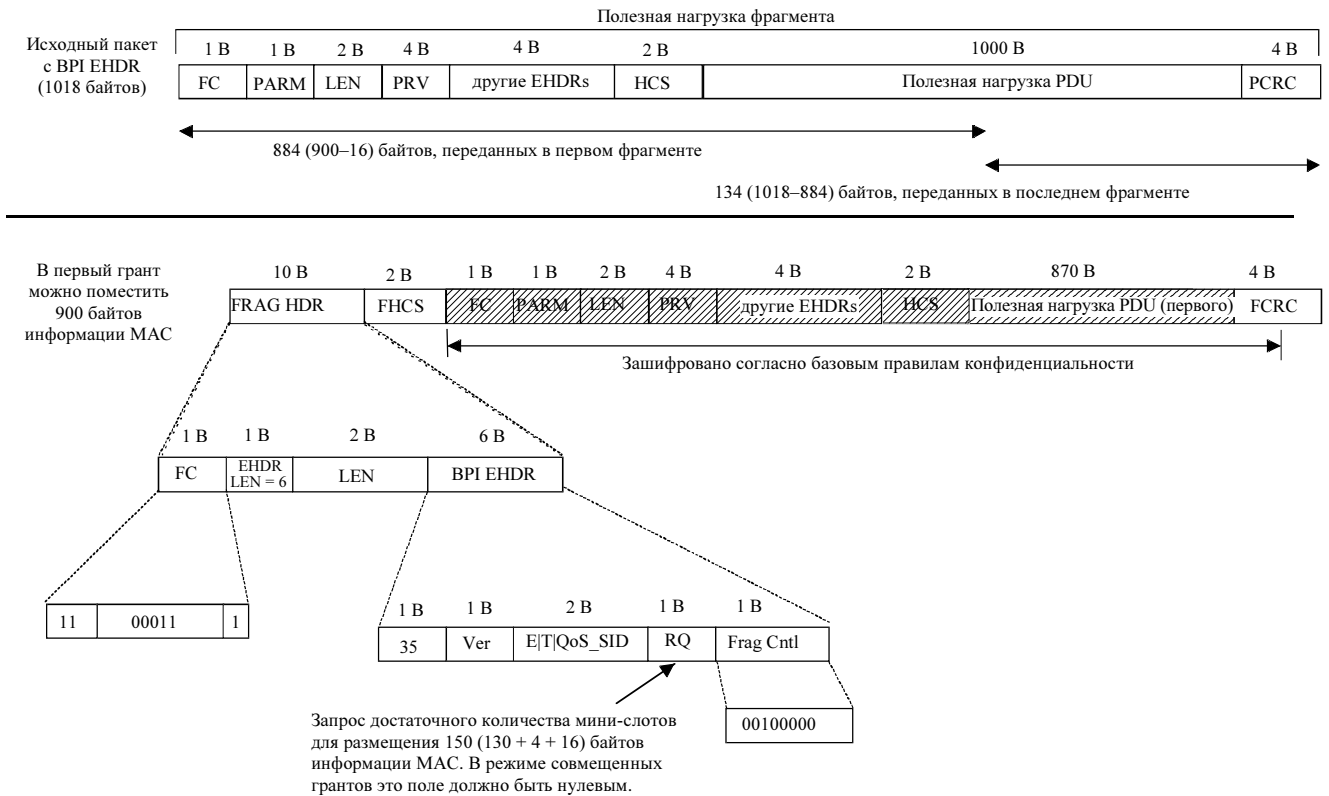 Полезная нагрузка фрагмента
Исходный пакет
с BPI EHDR
(1018 байтов)
1 B 1 B 2 B 4 B 4 B 2 B 1000 B 4 B
FC PARM LEN PRV другие EHDRs HCS Полезная нагрузка PDU PCRC
884 (900–16) байтов, переданных в первом фрагменте
134 (1018–884) байтов, переданных в последнем фрагменте
В первый грант
можно поместить
900 байтов
информации MAC
10 B 2 B 1 B 1 B 2 B 4 B 4 B 2 B 870 B 4 B
FRAG HDR FHCS FC PARM LEN PRV другие EHDRs HCS Полезная нагрузка PDU (первого) FCRC
Зашифровано согласно базовым правилам конфиденциальности
1 B 1 B 2 B 6 B
FC EHDR LEN = 6 LEN BPI EHDR
11 00011 1
1 B 1 B 2 B 1 B 1 B
35 Ver E|T|QoS_SID RQ Frag Cntl
00100000
Запрос достаточного количества мини-слотов
для размещения 150 (130 + 4 + 16) байтов
информации MAC. В режиме совмещенных
грантов это поле должно быть нулевым.